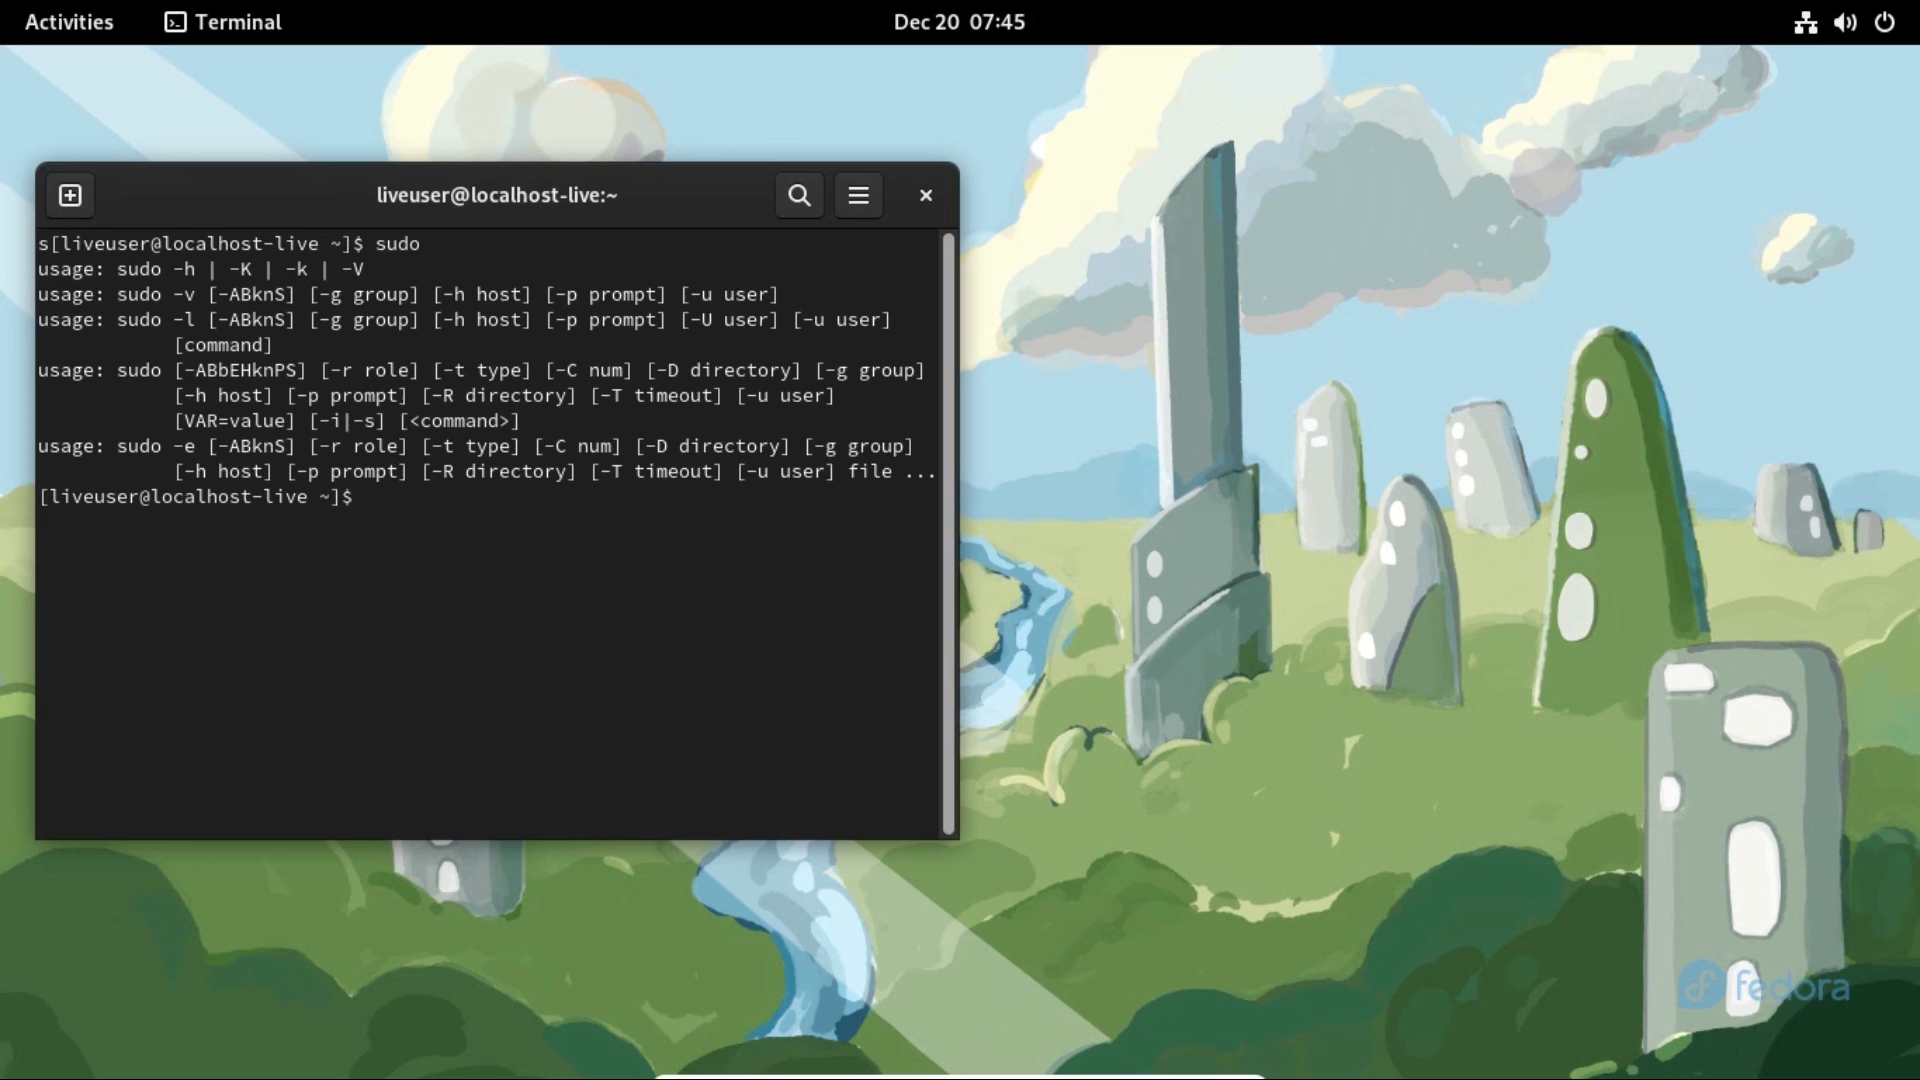 Activities Terminal Dec 20 07:45
liveuser@localhost-live:~
s[liveuser@localhost-live ~]$ sudo
usage: sudo -h | -K | -k | -V
usage: sudo -v [-ABknS] [-g group] [-h host] [-p prompt] [-u user]
usage: sudo -l [-ABknS] [-g group] [-h host] [-p prompt] [-U user] [-u user]
[command]
usage: sudo [-ABbEHknPS] [-r role] [-t type] [-C num] [-D directory] [-g group]
[-h host] [-p prompt] [-R directory] [-T timeout] [-u user]
[VAR=value] [-i|-s] [<command>]
usage: sudo -e [-ABknS] [-r role] [-t type] [-C num] [-D directory] [-g group]
[-h host] [-p prompt] [-R directory] [-T timeout] [-u user] file ...
[liveuser@localhost-live ~]$
fedora